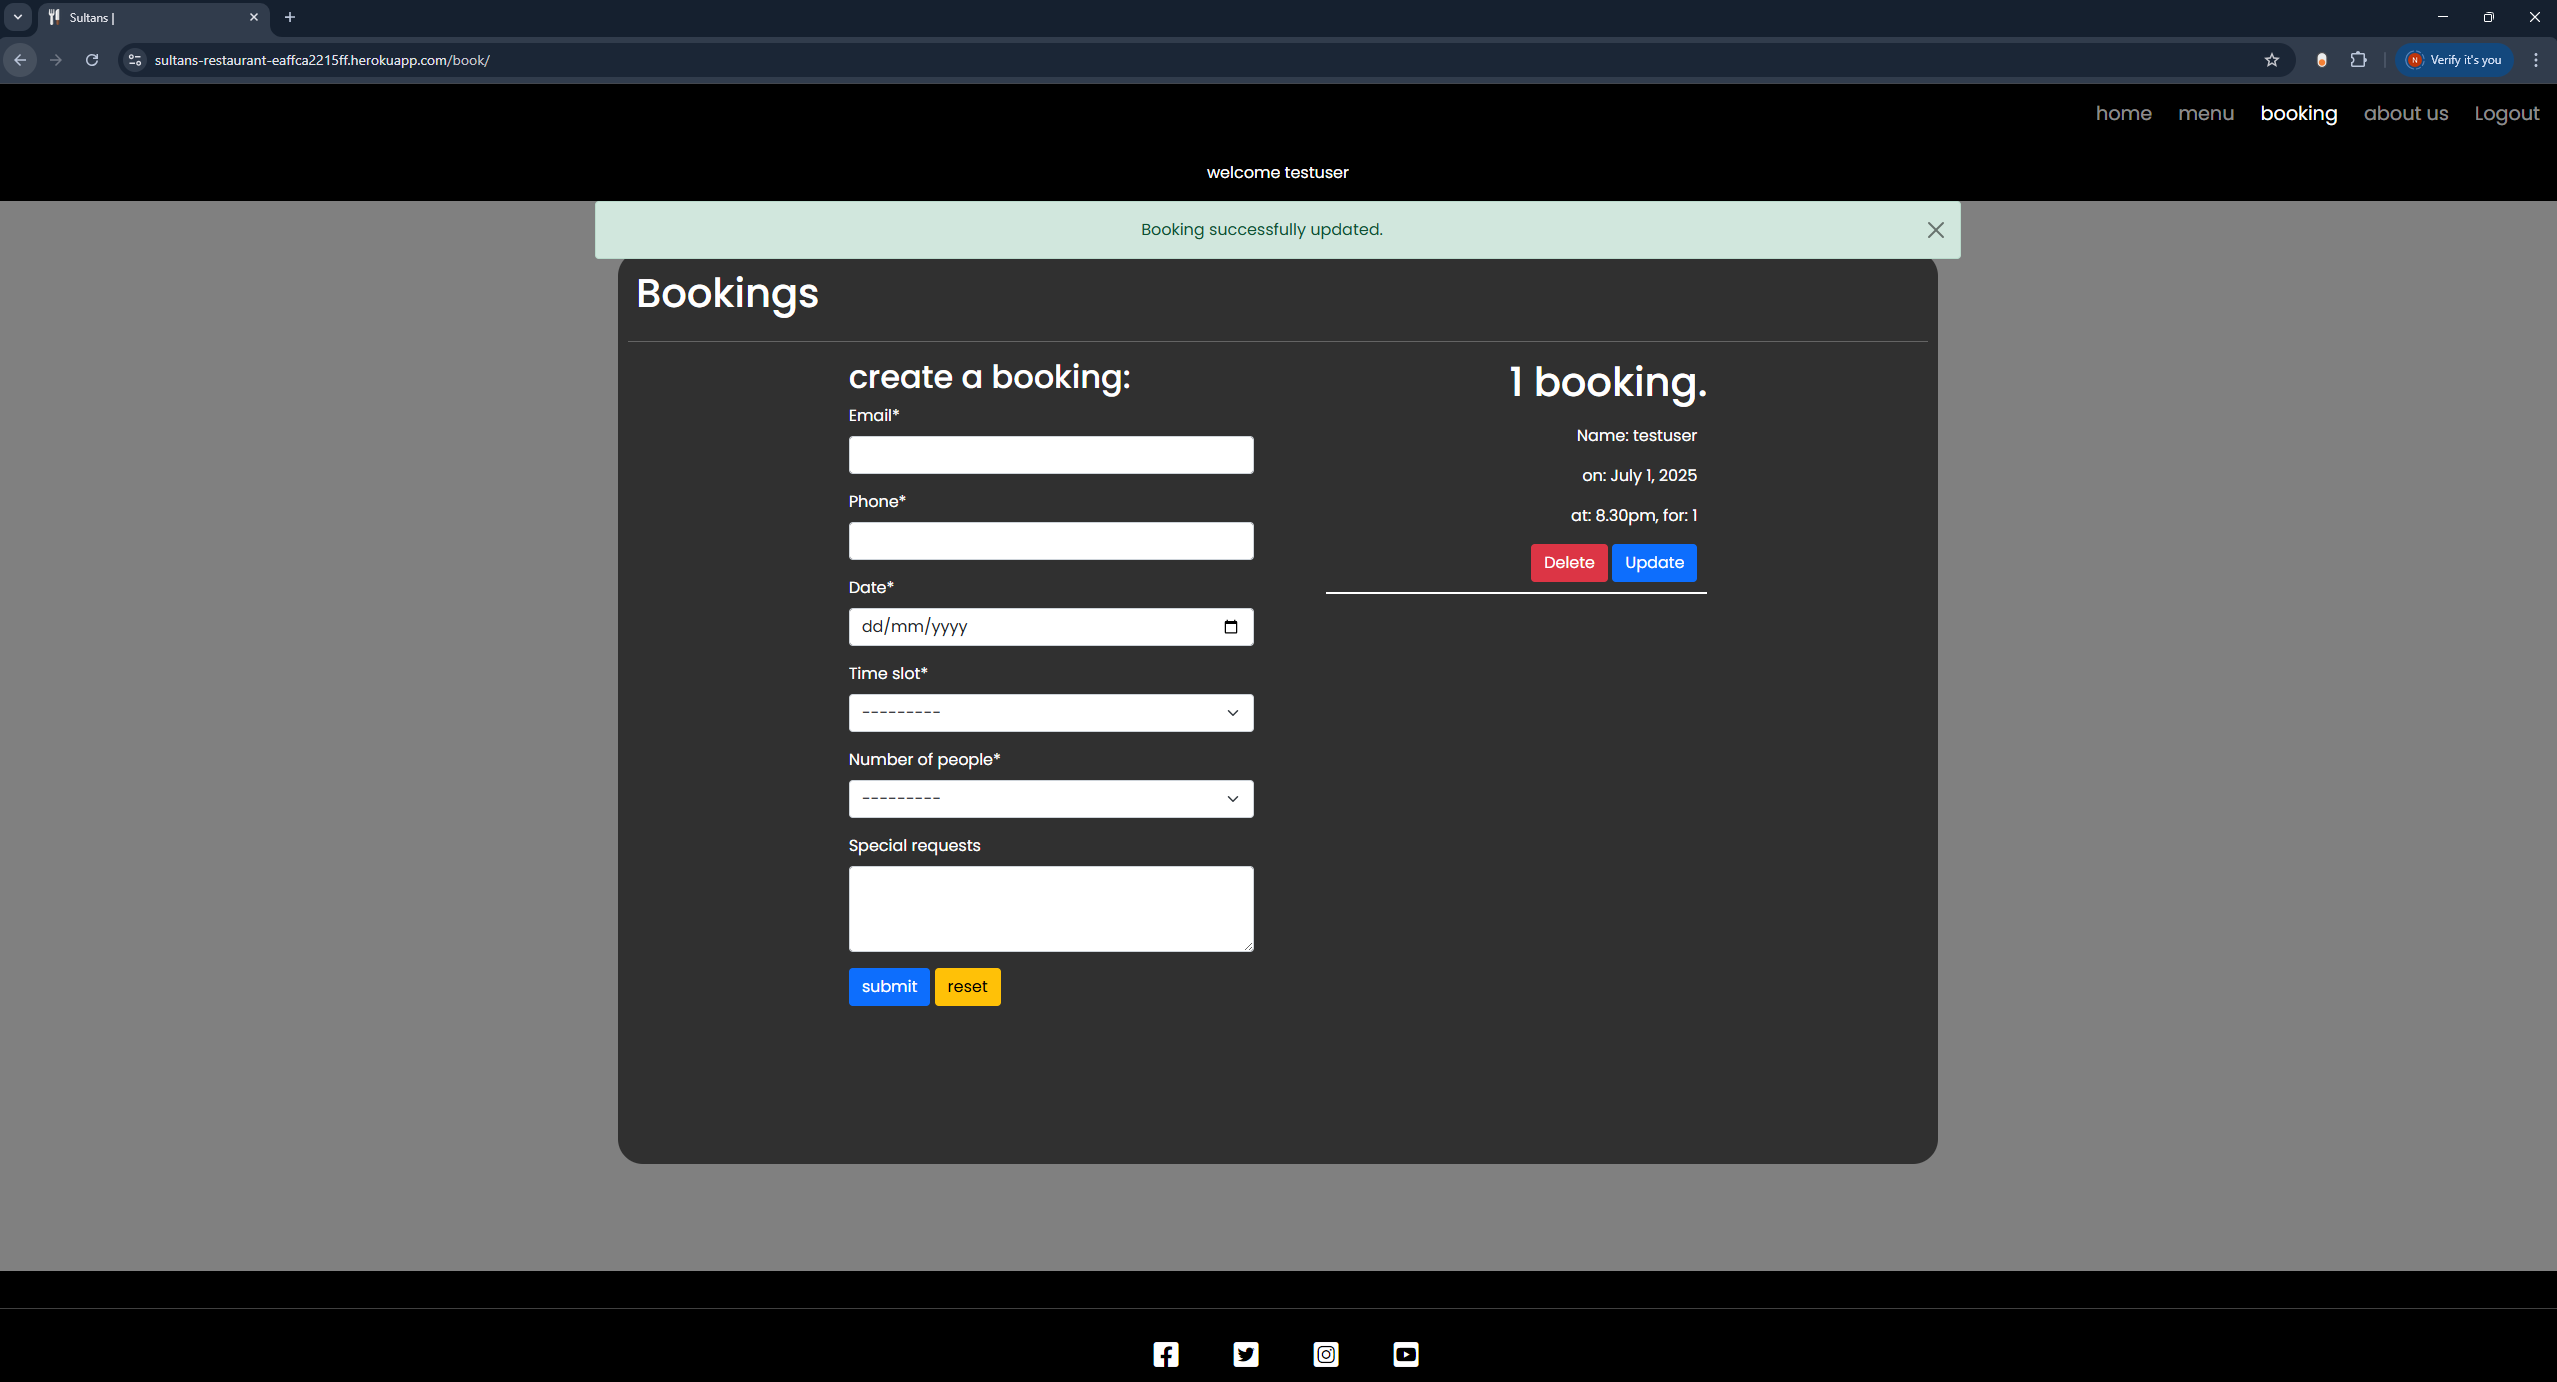 Sultans |
sultans-restaurant-eaffca2215ff.herokuapp.com/book/
N Verify it's you
home menu booking about us Logout
welcome testuser
Booking successfully updated.
Bookings
create a booking:
Email*
Phone*
Date*
dd/mm/yyyy
Time slot*
---------
Number of people*
---------
Special requests
submit reset
1 booking.
Name: testuser
on: July 1, 2025
at: 8.30pm, for: 1
Delete Update